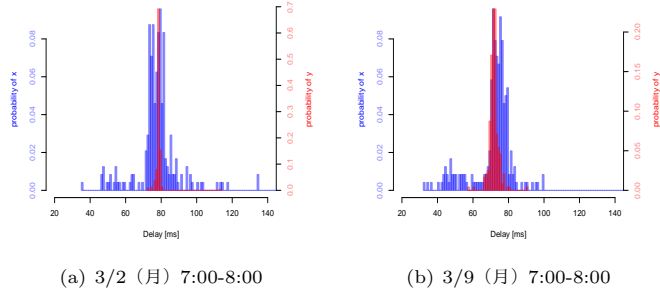 probability of x
0.00 0.02 0.04 0.06 0.08
0.0 0.1 0.2 0.3 0.4 0.5 0.6 0.7
probability of y
20 40 60 80 100 120 140
Delay [ms]
(a) 3/2（月）7:00-8:00
probability of x
0.00 0.02 0.04 0.06 0.08
0.00 0.05 0.10 0.15 0.20
probability of y
20 40 60 80 100 120 140
Delay [ms]
(b) 3/9（月）7:00-8:00